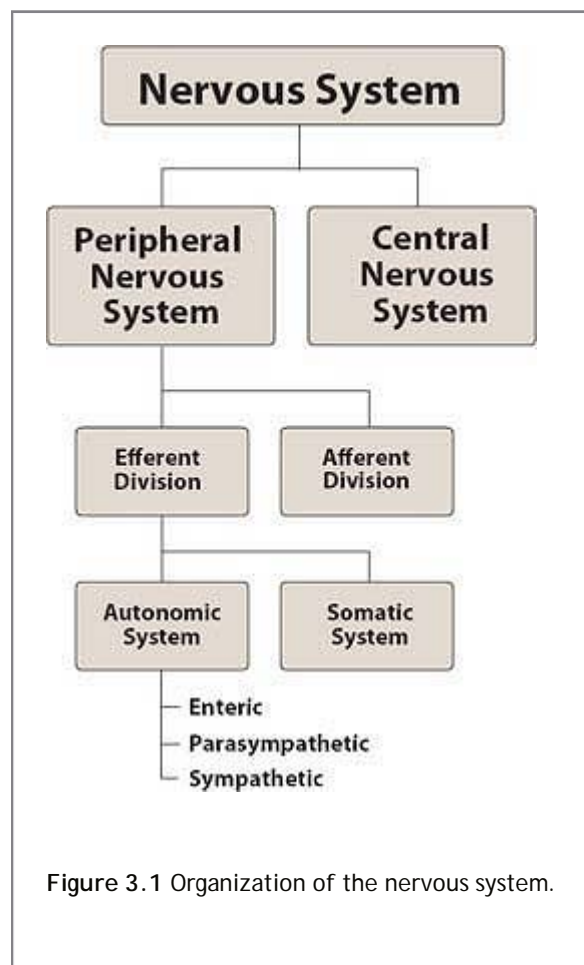 Nervous System
Peripheral
Nervous
System
Central
Nervous
System
Efferent
Division
Afferent
Division
Autonomic
System
Somatic
System
Enteric
Parasympathetic
Sympathetic
Figure 3.1 Organization of the nervous system.